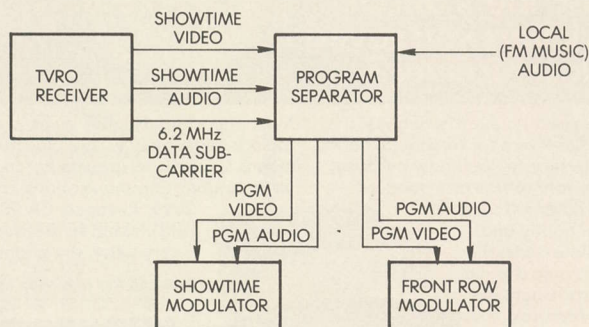 SHOWTIME
VIDEO
LOCAL
(FM MUSIC)
AUDIO
TVRO
RECEIVER
SHOWTIME
AUDIO
PROGRAM
SEPARATOR
6.2 MHz
DATA SUB-
CARRIER
PGM
VIDEO
PGM AUDIO
PGM AUDIO
PGM VIDEO
SHOWTIME
MODULATOR
FRONT ROW
MODULATOR